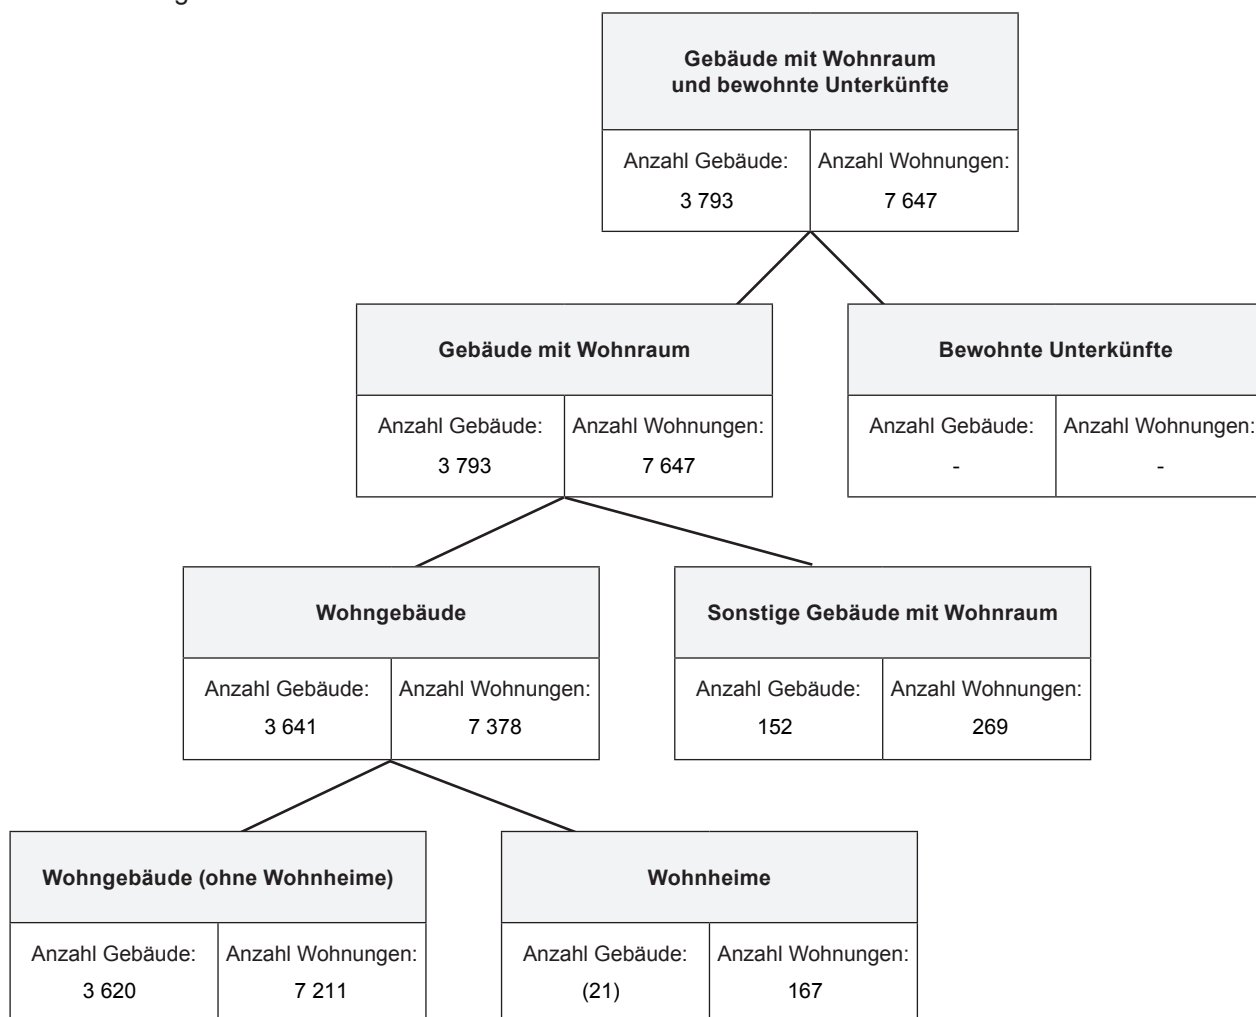 Gebäude mit Wohnraum
und bewohnte Unterkünfte
Anzahl Gebäude: Anzahl Wohnungen:
3 793 7 647
Gebäude mit Wohnraum
Anzahl Gebäude: Anzahl Wohnungen:
3 793 7 647
Bewohnte Unterkünfte
Anzahl Gebäude: Anzahl Wohnungen:
- -
Wohngebäude
Anzahl Gebäude: Anzahl Wohnungen:
3 641 7 378
Sonstige Gebäude mit Wohnraum
Anzahl Gebäude: Anzahl Wohnungen:
152 269
Wohngebäude (ohne Wohnheime)
Anzahl Gebäude: Anzahl Wohnungen:
3 620 7 211
Wohnheime
Anzahl Gebäude: Anzahl Wohnungen:
(21) 167